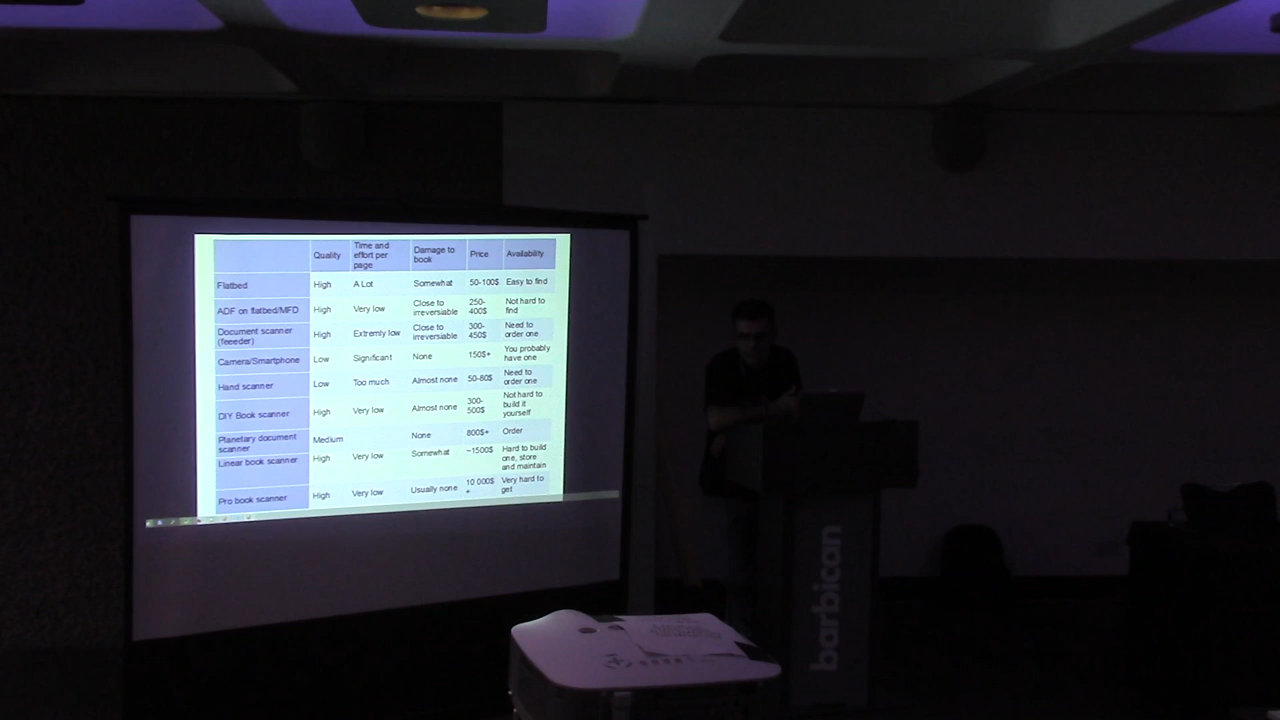 Quality Time and effort per page Damage to book Price Availability
Flatbed High A Lot Somewhat 50-100$ Easy to find
ADF on flatbed/MFD High Very low Close to irreversiable 250-400$ Not hard to find
Document scanner (feeeder) High Extremly low Close to irreversiable 300-450$ Need to order one
Camera/Smartphone Low Significant None 150$+ You probably have one
Hand scanner Low Too much Almost none 50-80$ Need to order one
DIY Book scanner High Very low Almost none 300-500$ Not hard to build it yourself
Planetary document scanner Medium None 800$+ Order
Linear book scanner High Very low Somewhat ~1500$ Hard to build one, store and maintain
Pro book scanner High Very low Usually none 10 000$ + Very hard to get
barbicon